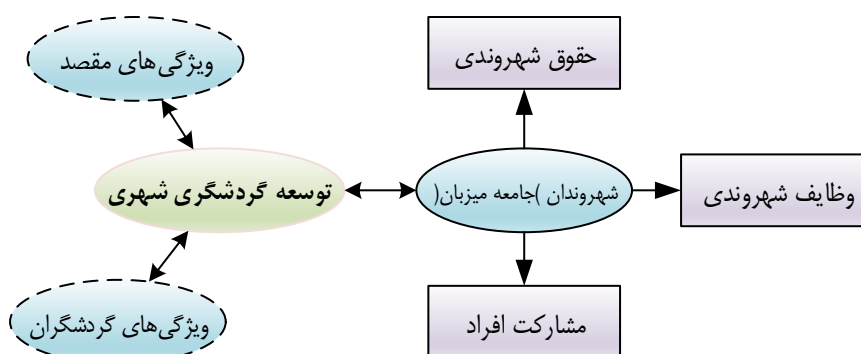 ویژگی‌های مقصد
حقوق شهروندی
توسعه گردشگری شهری
شهروندان )جامعه میزبان(
وظایف شهروندی
ویژگی‌های گردشگران
مشارکت افراد